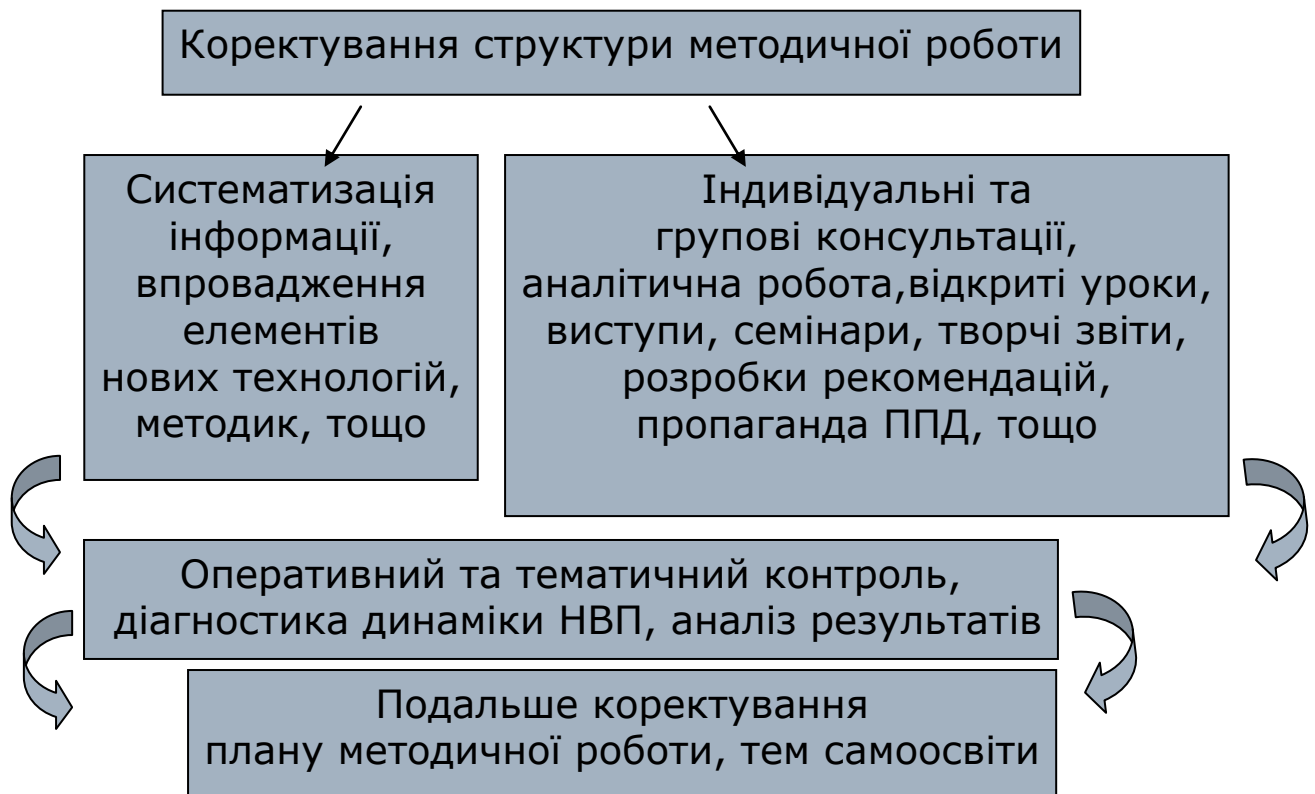 Коректування структури методичної роботи
Систематизація
інформації,
впровадження
елементів
нових технологій,
методик, тощо
Індивідуальні та
групові консультації,
аналітична робота,відкриті уроки,
виступи, семінари, творчі звіти,
розробки рекомендацій,
пропаганда ППД, тощо
Оперативний та тематичний контроль,
діагностика динаміки НВП, аналіз результатів
Подальше коректування
плану методичної роботи, тем самоосвіти